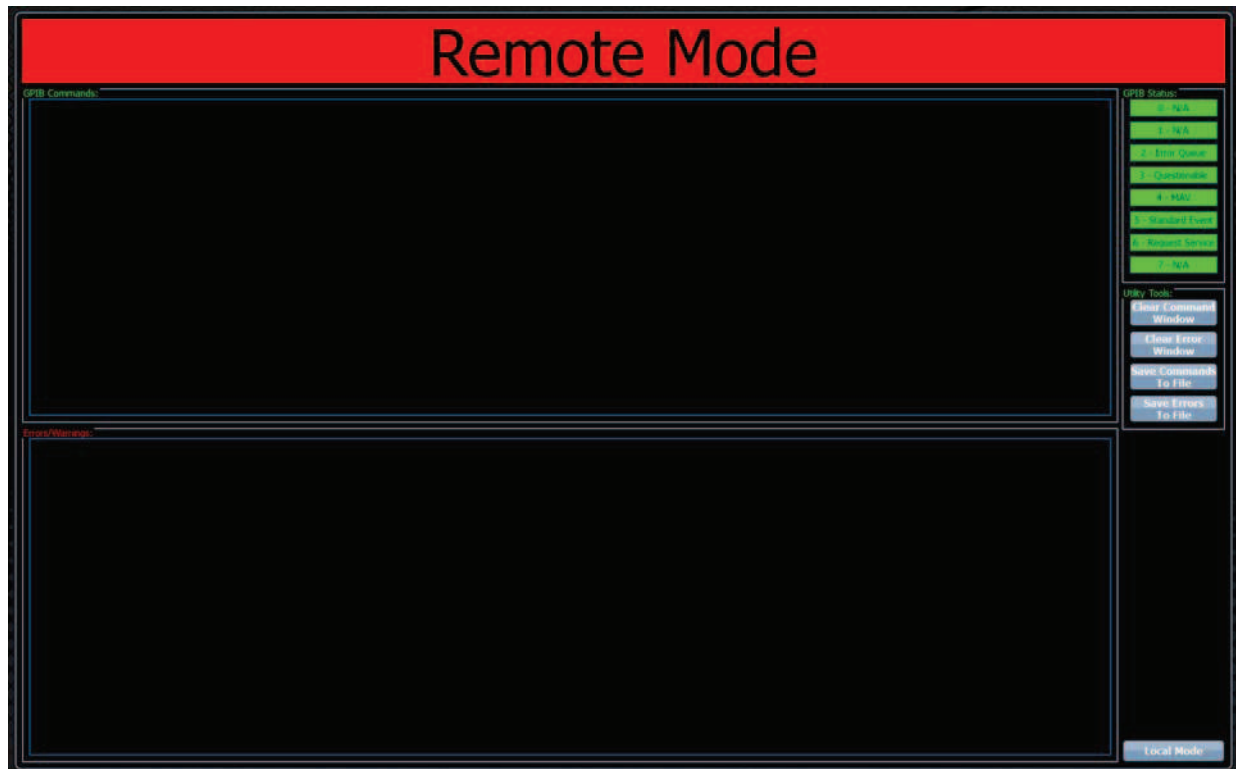 Remote Mode
GPIB Commands:
GPIB Status:
0 - N/A
1 - N/A
2 - Error Queue
3 - Questionable
4 - MAV
5 - Standard Event
6 - Request Service
7 - N/A
Utility Tools:
Clear Command
Window
Clear Error
Window
Save Commands
To File
Save Errors
To File
Errors/Warnings:
Local Mode